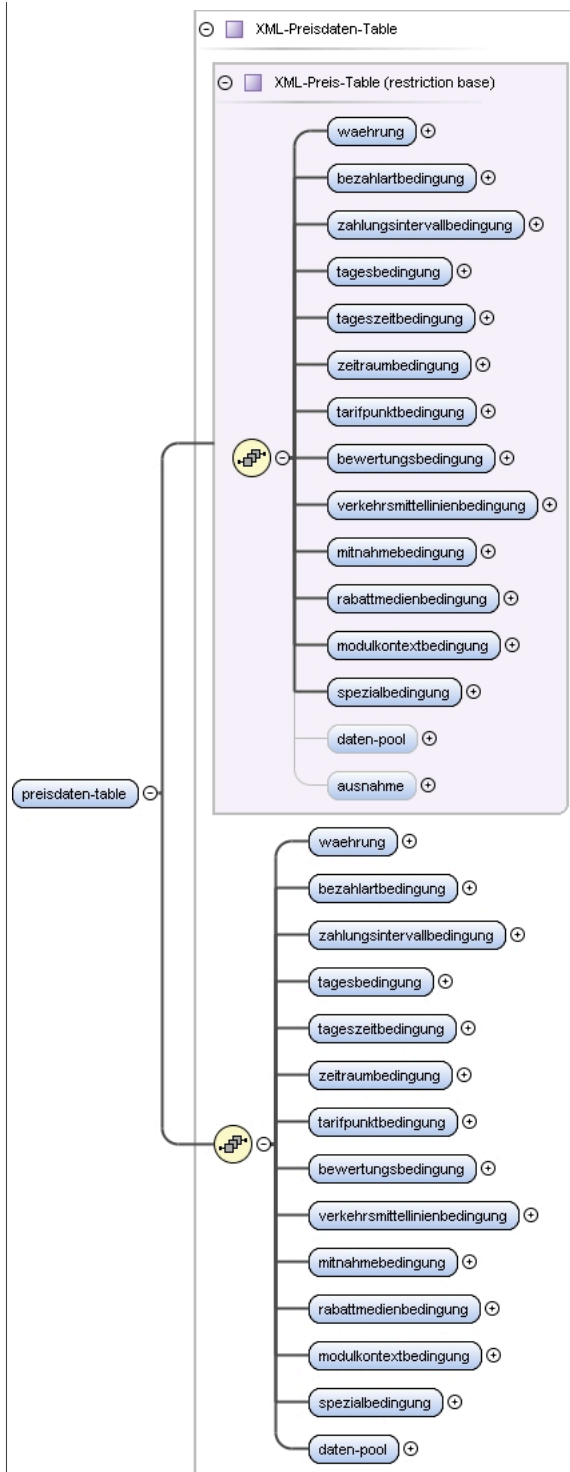 XML-Preisdaten-Table
XML-Preis-Table (restriction base)
waehrung
bezahlartbedingung
zahlungsintervallbedingung
tagesbedingung
tageszeitbedingung
zeitraumbedingung
tarifpunktbedingung
bewertungsbedingung
verkehrsmittellinienbedingung
mitnahmebedingung
rabattmedienbedingung
modulkontextbedingung
spezialbedingung
daten-pool
ausnahme
preisdaten-table
waehrung
bezahlartbedingung
zahlungsintervallbedingung
tagesbedingung
tageszeitbedingung
zeitraumbedingung
tarifpunktbedingung
bewertungsbedingung
verkehrsmittellinienbedingung
mitnahmebedingung
rabattmedienbedingung
modulkontextbedingung
spezialbedingung
daten-pool